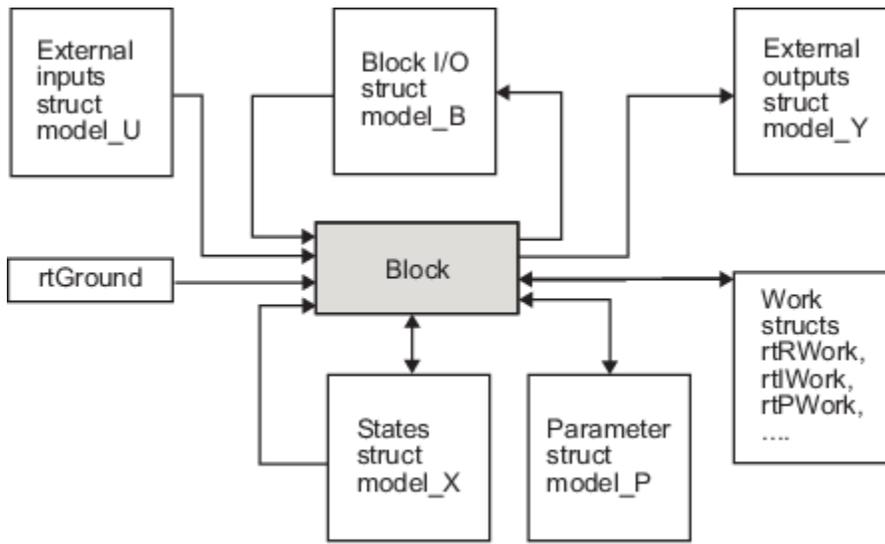 External
inputs
struct
model_U
Block I/O
struct
model_B
External
outputs
struct
model_Y
rtGround
Block
Work
structs
rtRWork,
rtIWork,
rtPWork,
....
States
struct
model_X
Parameter
struct
model_P